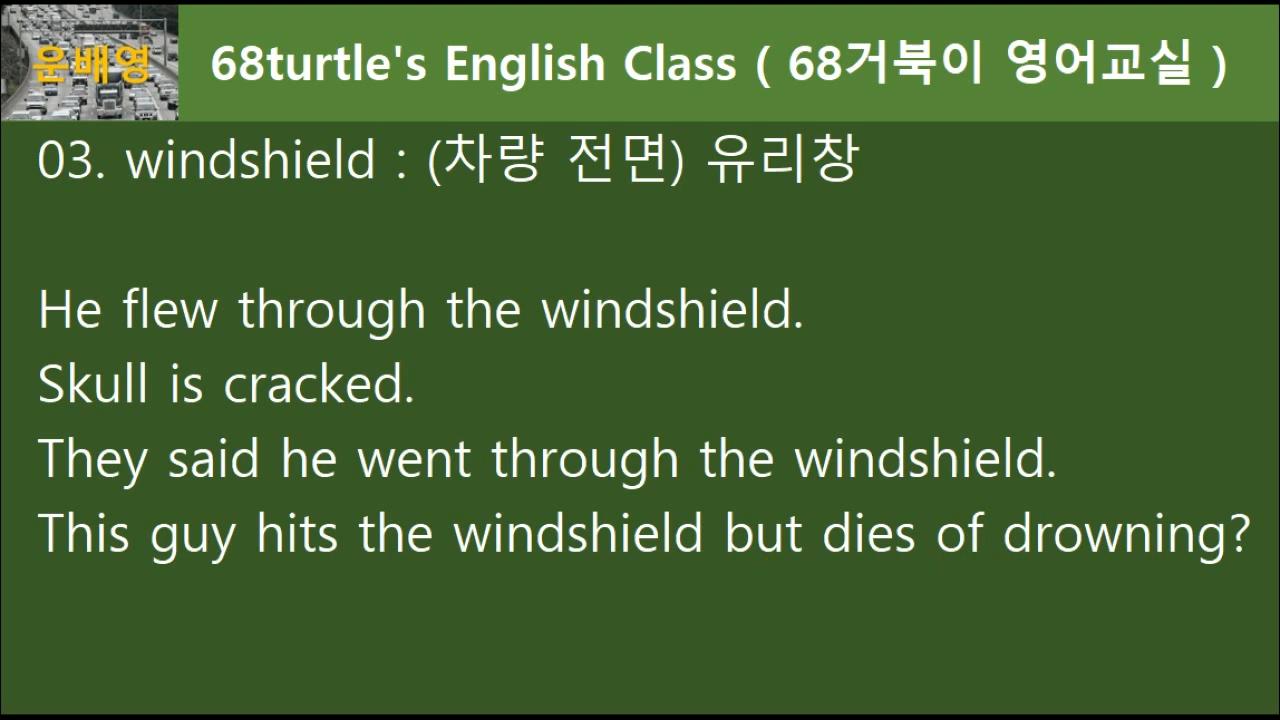 운배영
68turtle's English Class ( 68거북이 영어교실 )
03. windshield : (차량 전면) 유리창
He flew through the windshield.
Skull is cracked.
They said he went through the windshield.
This guy hits the windshield but dies of drowning?